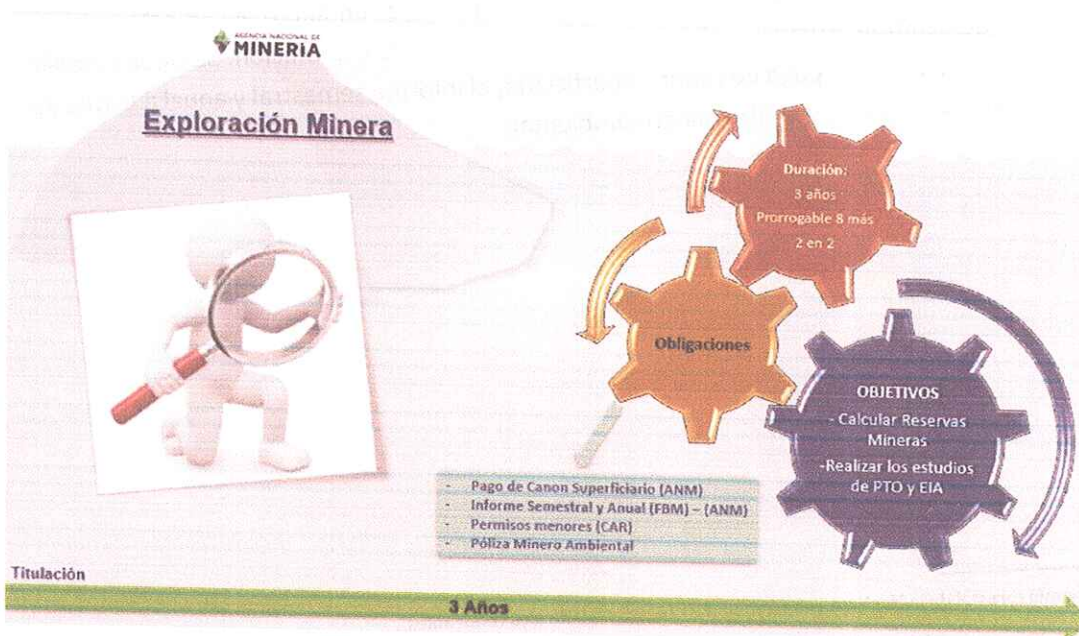 AGENCIA NACIONAL DE
MINERÍA
Exploración Minera
Duración:
3 años
Prorrogable 8 más
2 en 2
Obligaciones
OBJETIVOS
- Calcular Reservas
Mineras
-Realizar los estudios
de PTO y EIA
- Pago de Canon Superficiario (ANM)
- Informe Semestral y Anual (FBM) – (ANM)
- Permisos menores (CAR)
- Póliza Minero Ambiental
Titulación
3 Años